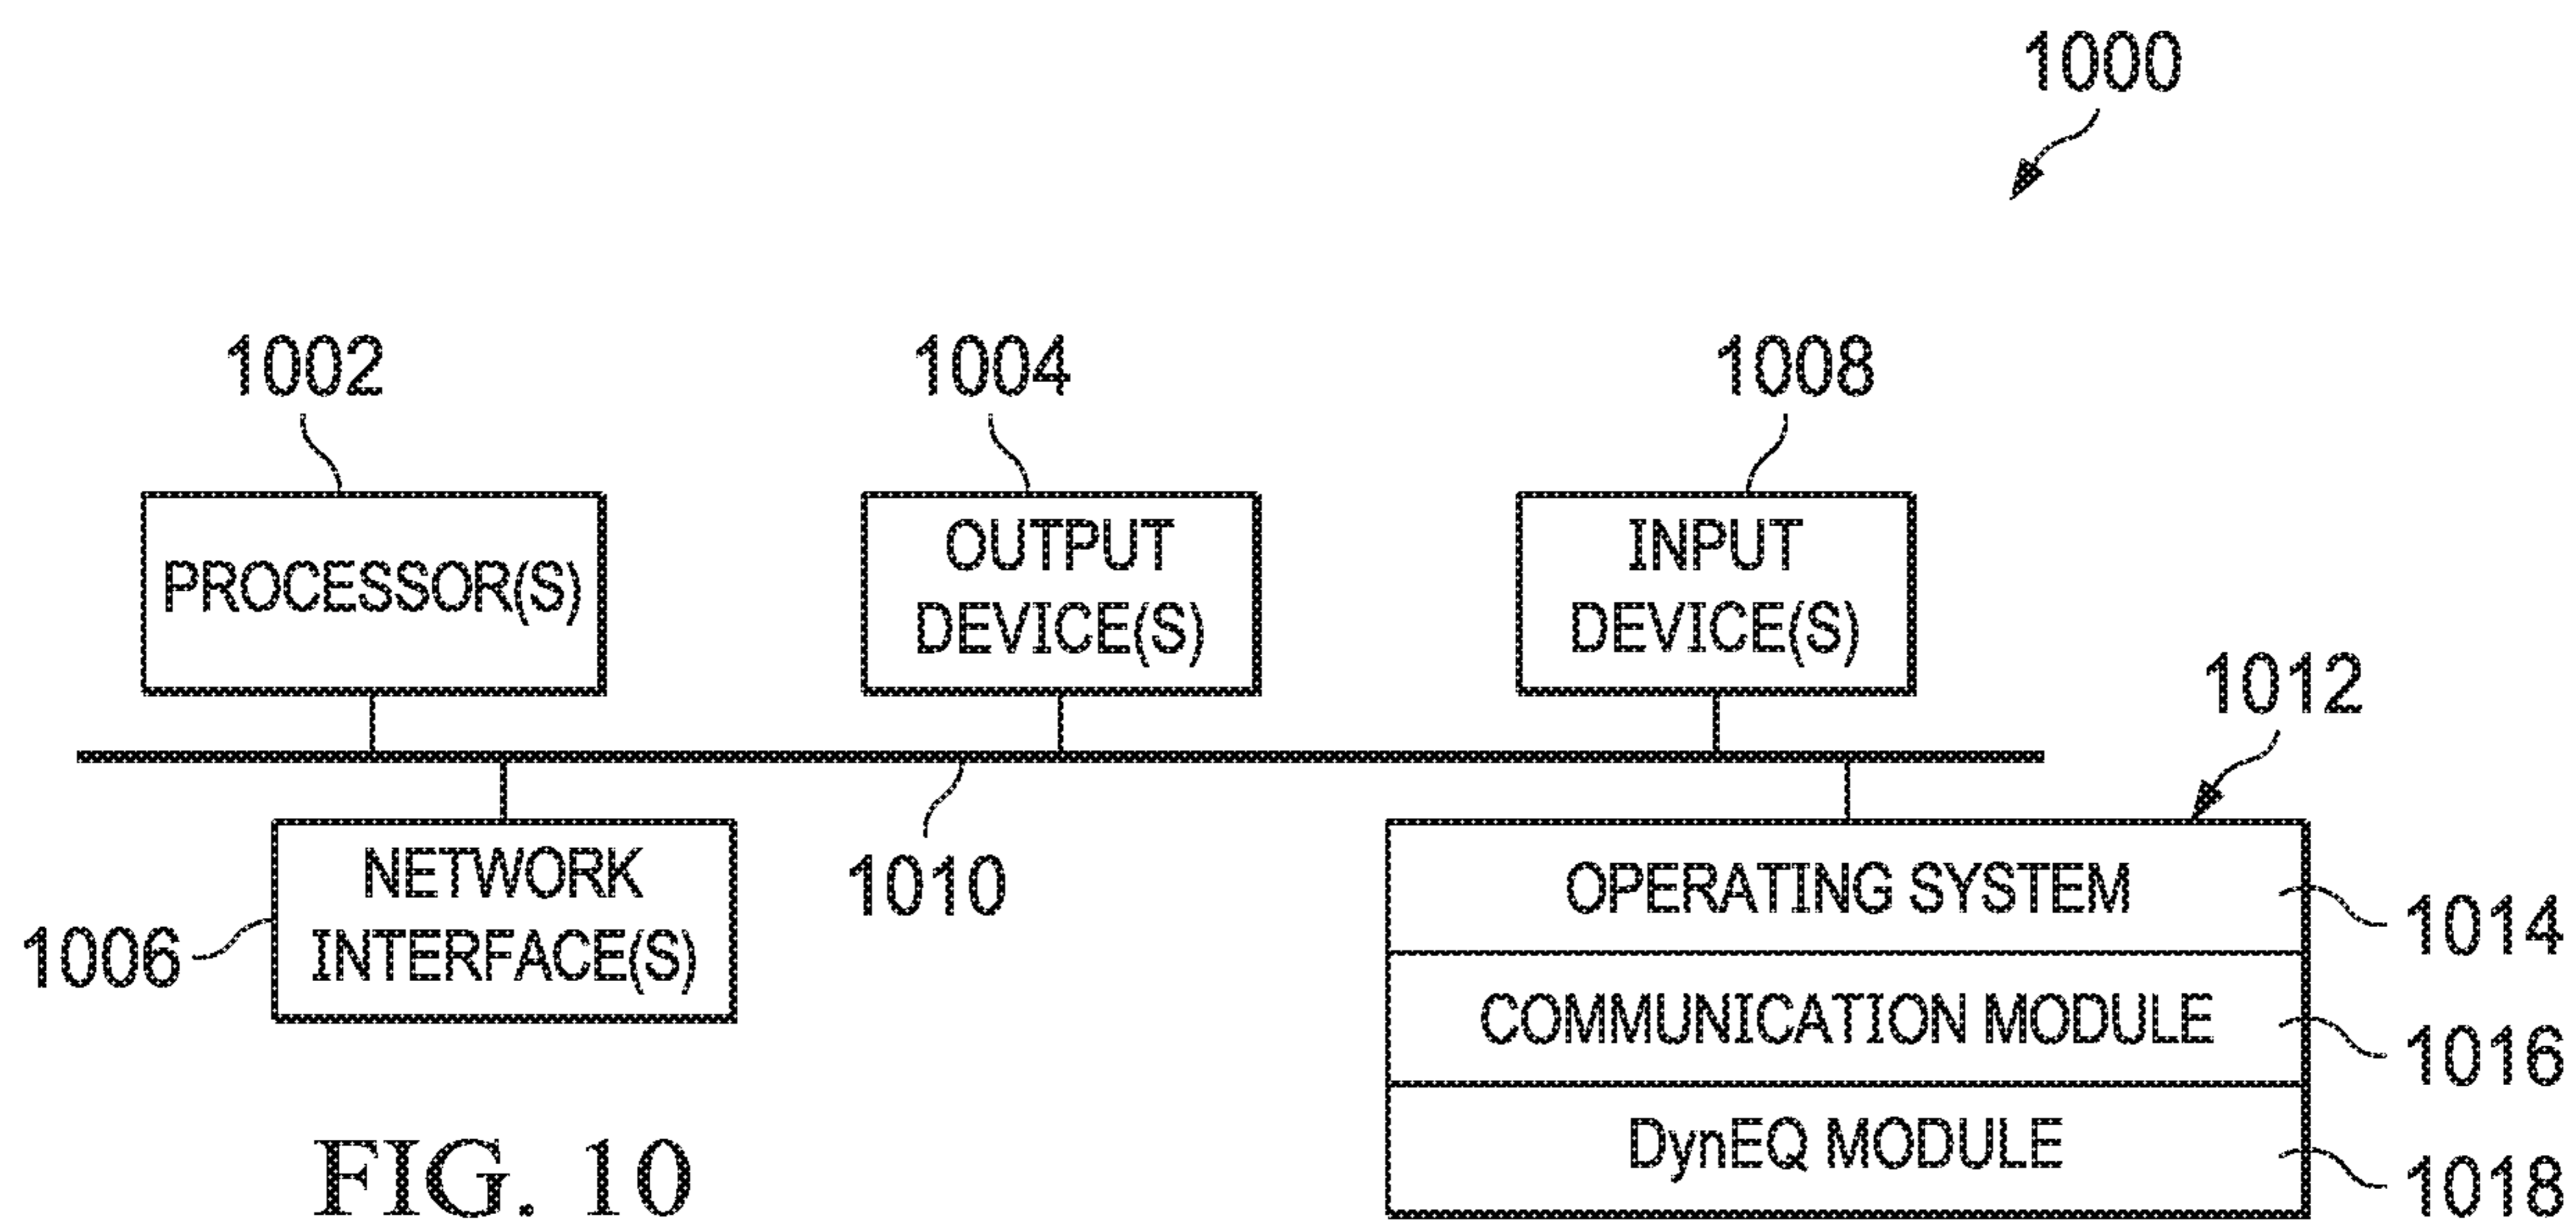 1000
1002
1004
1008
PROCESSOR(S)
OUTPUT
DEVICE(S)
INPUT
DEVICE(S)
1012
1010
NETWORK
INTERFACE(S)
1006
OPERATING SYSTEM
1014
COMMUNICATION MODULE
1016
DynEQ MODULE
1018
FIG. 10